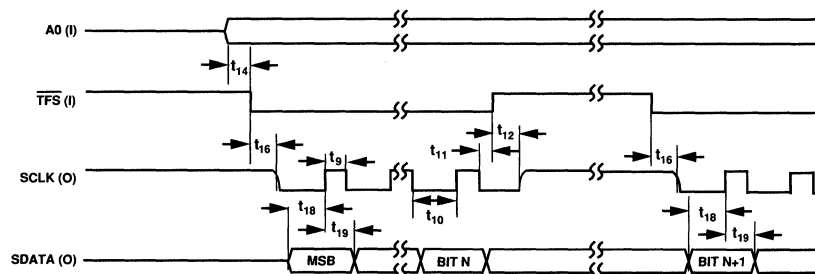 A0 (I)
t14
TFS (I)
t16
t9
t11
t12
t16
SCLK (O)
t18
t10
t18
t19
t19
SDATA (O)
MSB
BIT N
BIT N+1